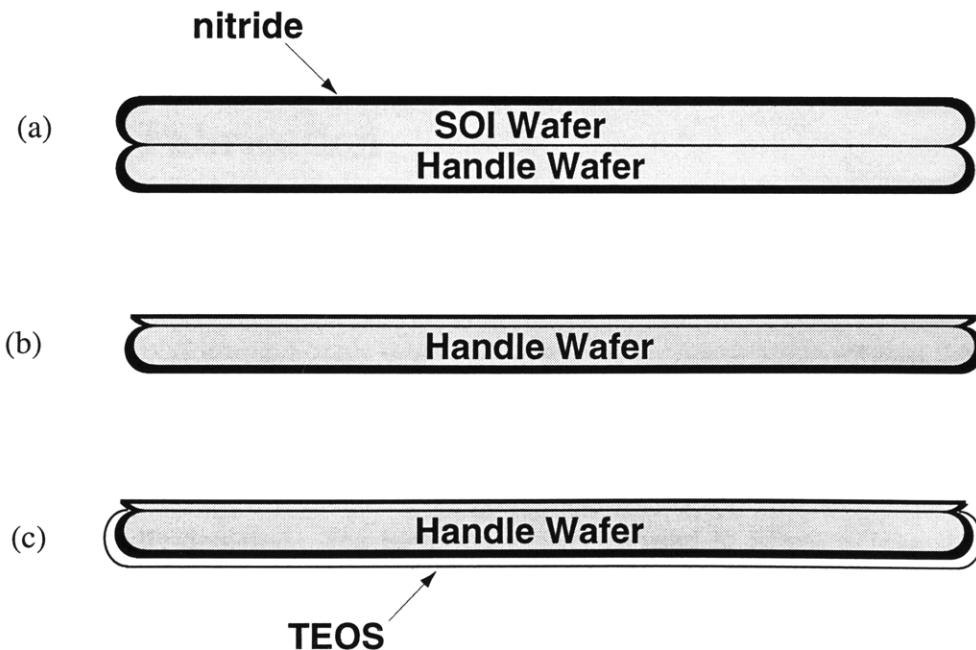 nitride
(a)
SOI Wafer
Handle Wafer
(b)
Handle Wafer
(c)
Handle Wafer
TEOS